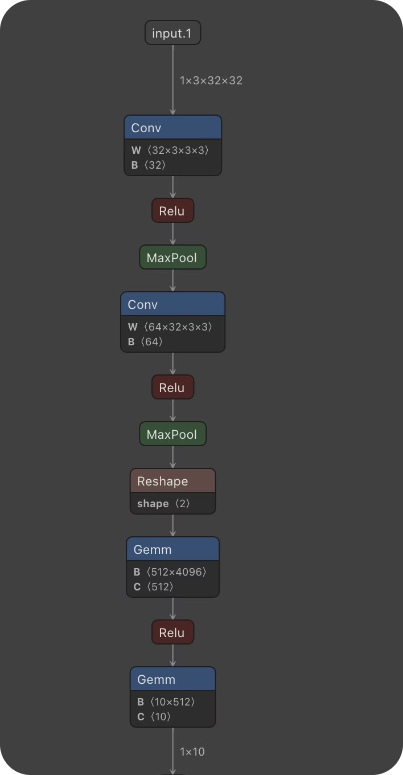 input.1
1×3×32×32
Conv
W ⟨32×3×3×3⟩
B ⟨32⟩
Relu
MaxPool
Conv
W ⟨64×32×3×3⟩
B ⟨64⟩
Relu
MaxPool
Reshape
shape ⟨2⟩
Gemm
B ⟨512×4096⟩
C ⟨512⟩
Relu
Gemm
B ⟨10×512⟩
C ⟨10⟩
1×10